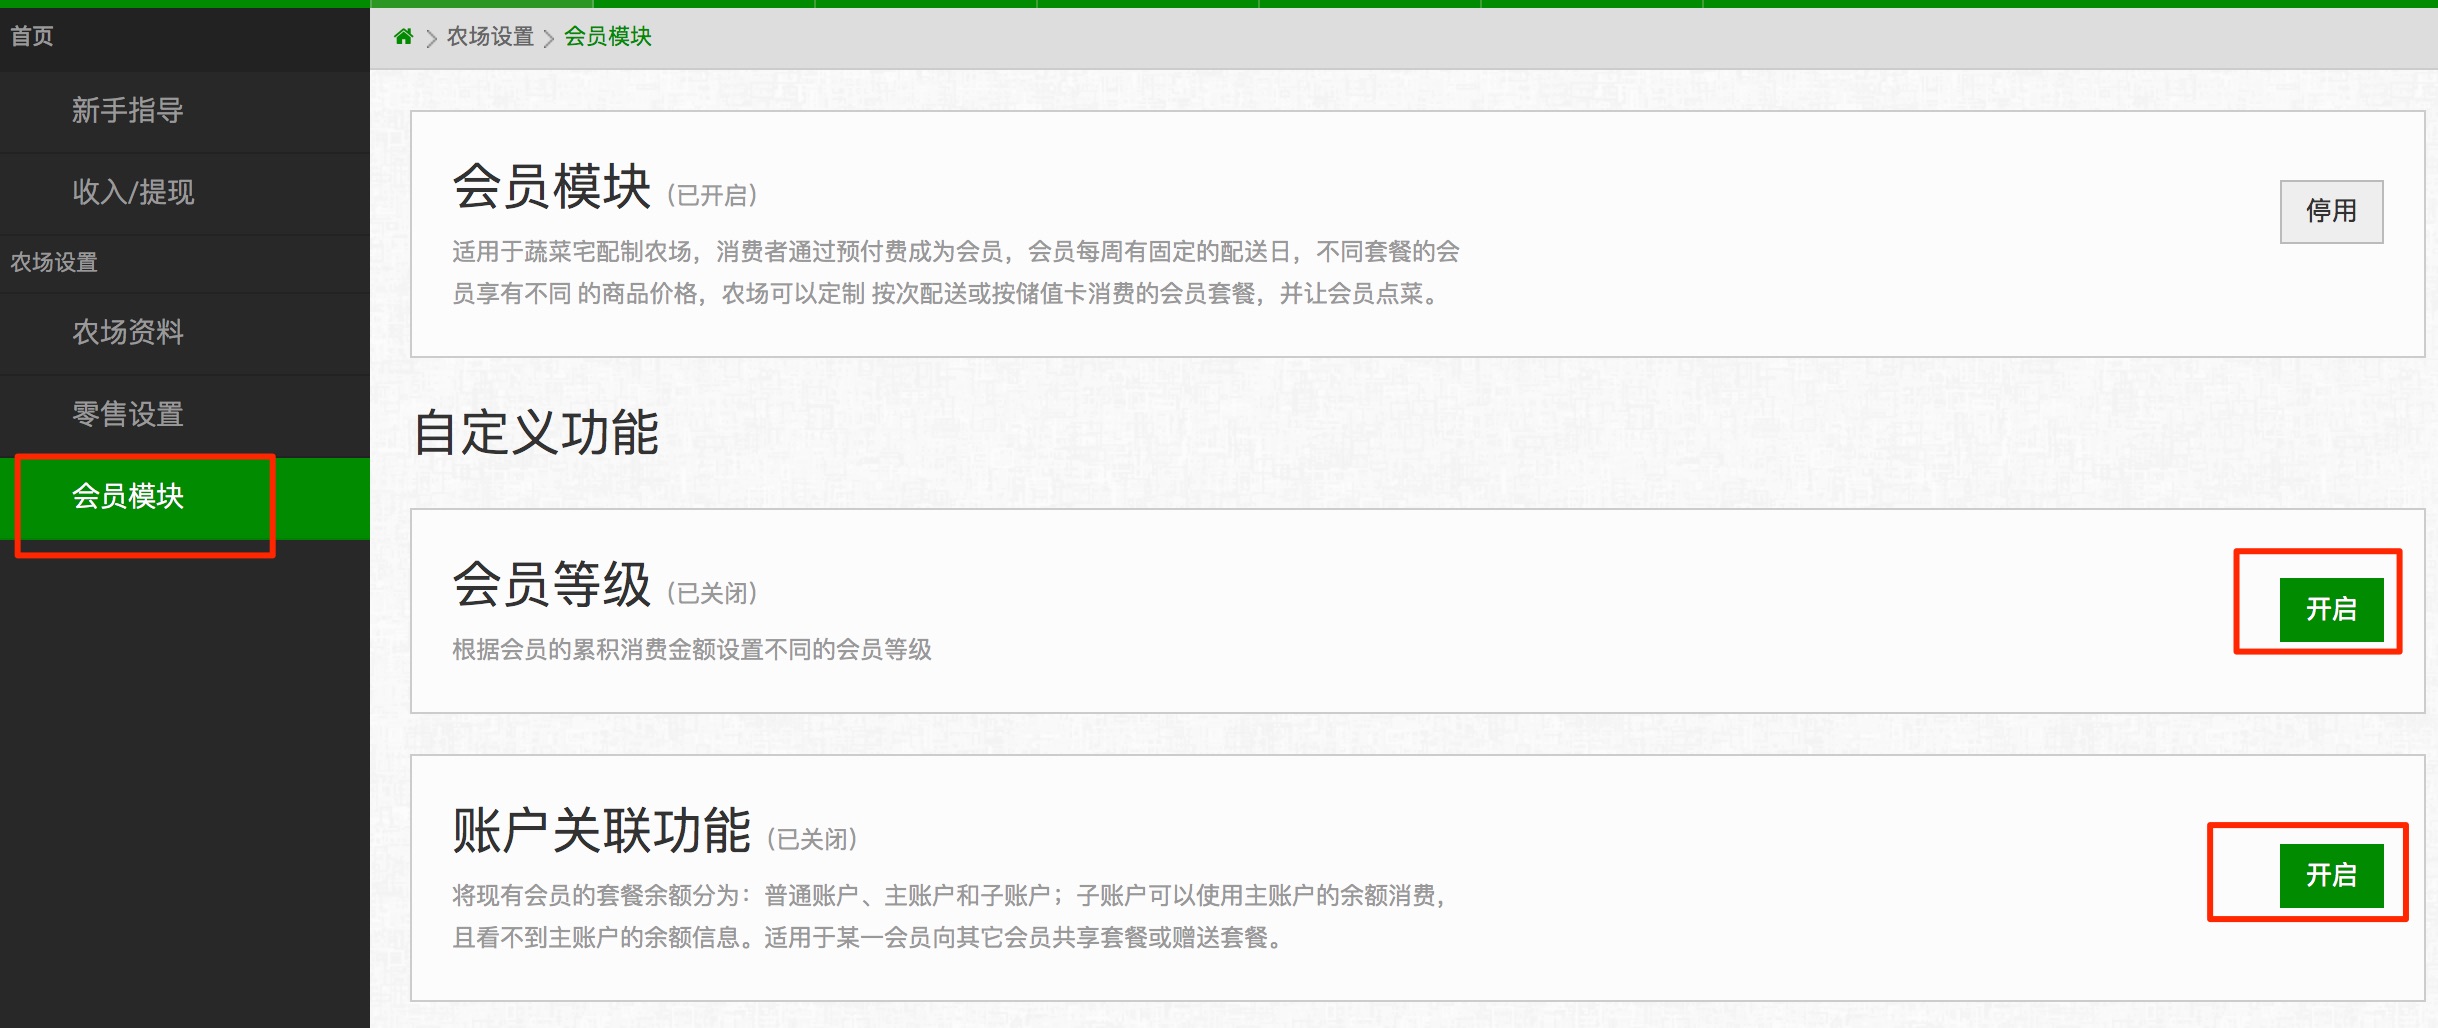 首页
新手指导
收入/提现
农场设置
农场资料
零售设置
会员模块
农场设置 会员模块
会员模块 (已开启)
停用
适用于蔬菜宅配制农场，消费者通过预付费成为会员，会员每周有固定的配送日，不同套餐的会
员享有不同 的商品价格，农场可以定制 按次配送或按储值卡消费的会员套餐，并让会员点菜。
自定义功能
会员等级 (已关闭)
开启
根据会员的累积消费金额设置不同的会员等级
账户关联功能 (已关闭)
开启
将现有会员的套餐余额分为：普通账户、主账户和子账户；子账户可以使用主账户的余额消费，
且看不到主账户的余额信息。适用于某一会员向其它会员共享套餐或赠送套餐。